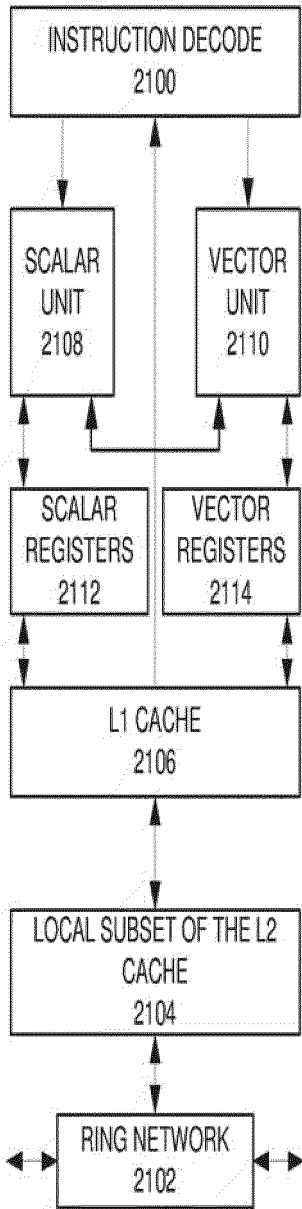 INSTRUCTION DECODE
2100
SCALAR
UNIT
2108
VECTOR
UNIT
2110
SCALAR
REGISTERS
2112
VECTOR
REGISTERS
2114
L1 CACHE
2106
LOCAL SUBSET OF THE L2
CACHE
2104
RING NETWORK
2102